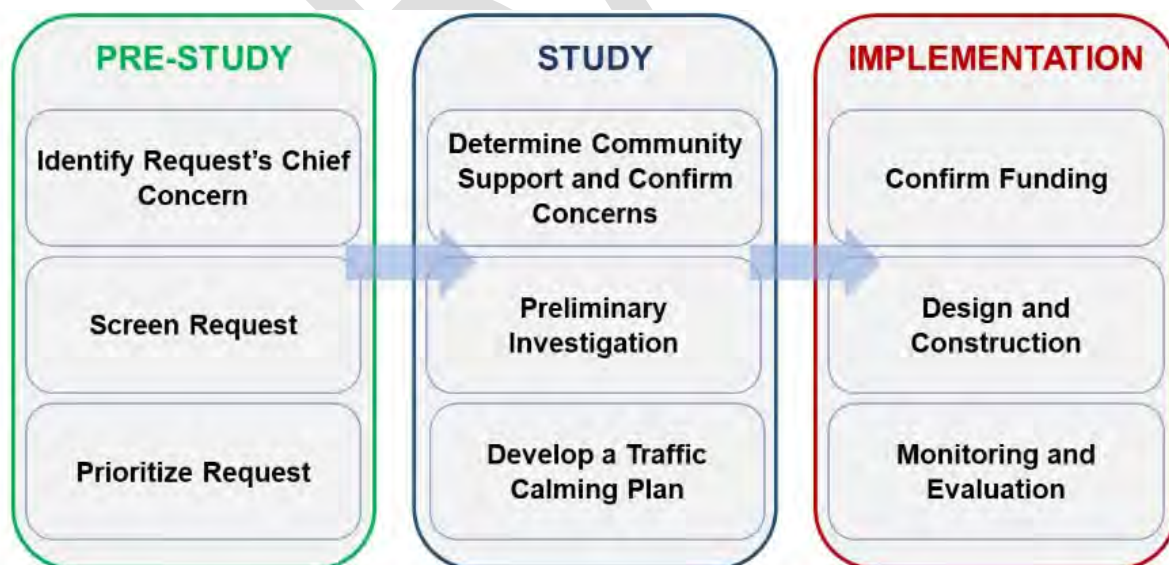 PRE-STUDY
Identify Request's Chief
Concern
Screen Request
Prioritize Request
STUDY
Determine Community
Support and Confirm
Concerns
Preliminary
Investigation
Develop a Traffic
Calming Plan
IMPLEMENTATION
Confirm Funding
Design and
Construction
Monitoring and
Evaluation